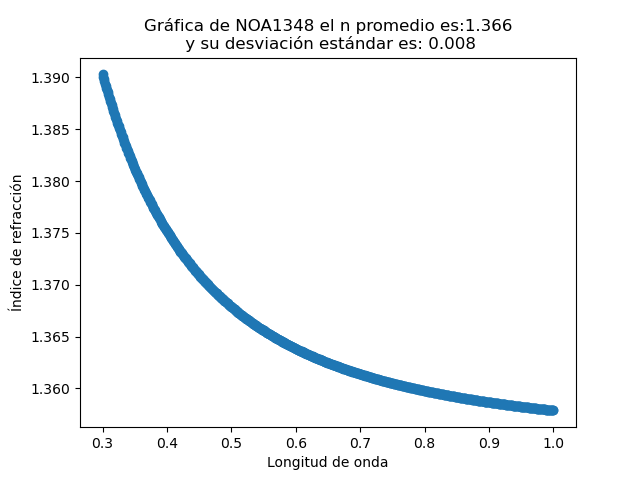 Gráfica de NOA1348 el n promedio es:1.366
y su desviación estándar es: 0.008
1.390
1.385
1.380
1.375
1.370
1.365
1.360
Índice de refracción
0.3 0.4 0.5 0.6 0.7 0.8 0.9 1.0
Longitud de onda